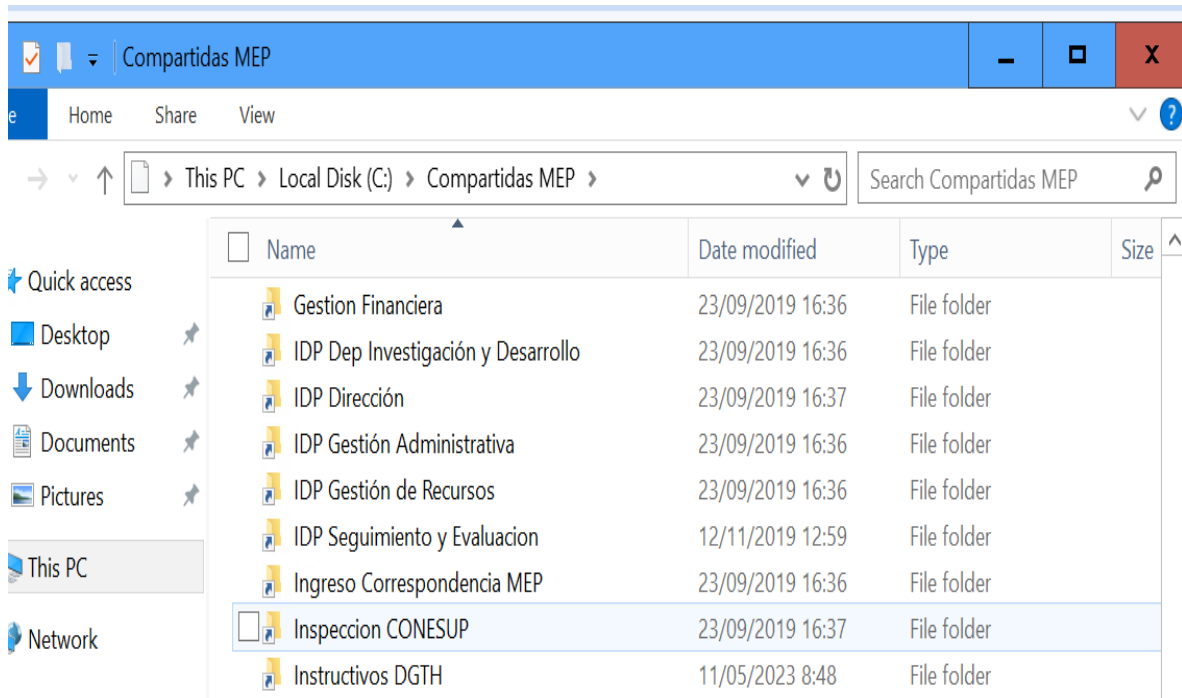 Compartidas MEP
e Home Share View
This PC > Local Disk (C:) > Compartidas MEP >
Search Compartidas MEP
Name Date modified Type Size
Quick access
Desktop
Downloads
Documents
Pictures
This PC
Network
Gestion Financiera 23/09/2019 16:36 File folder
IDP Dep Investigación y Desarrollo 23/09/2019 16:36 File folder
IDP Dirección 23/09/2019 16:37 File folder
IDP Gestión Administrativa 23/09/2019 16:36 File folder
IDP Gestión de Recursos 23/09/2019 16:36 File folder
IDP Seguimiento y Evaluacion 12/11/2019 12:59 File folder
Ingreso Correspondencia MEP 23/09/2019 16:36 File folder
Inspeccion CONESUP 23/09/2019 16:37 File folder
Instructivos DGTH 11/05/2023 8:48 File folder